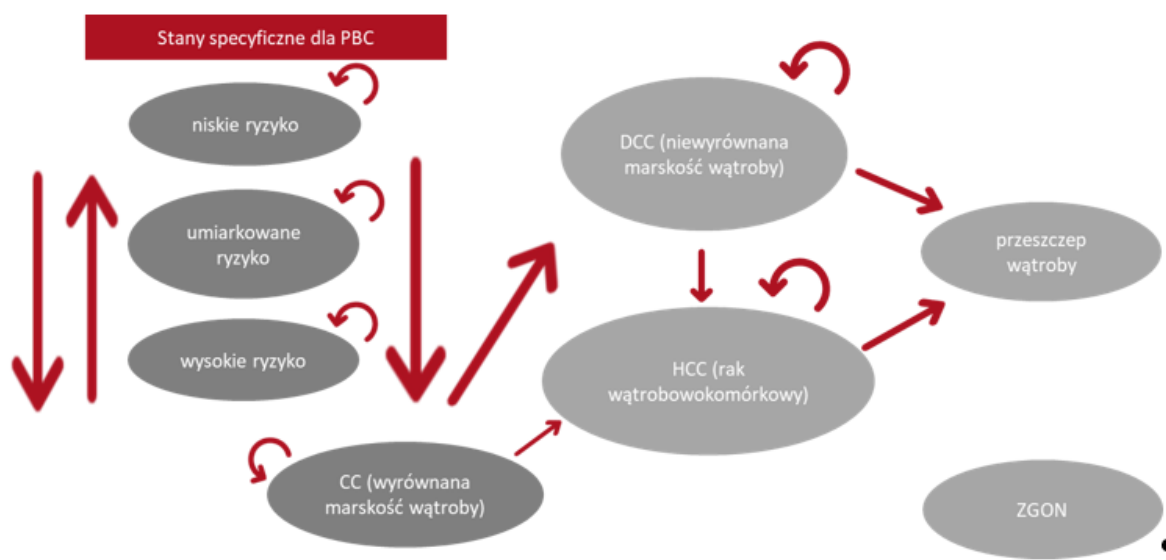 Stany specyficzne dla PBC
niskie ryzyko
umiarkowane
ryzyko
wysokie ryzyko
CC (wyrównana
marskość wątroby)
DCC (niewyrównana
marskość wątroby)
HCC (rak
wątrobowokomórkowy)
przeszczep
wątroby
ZGON